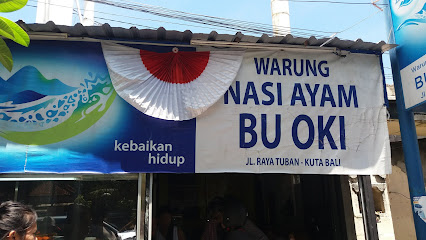 kebaikan
hidup
WARUNG
NASI AYAM
BU OKI
JL. RAYA TUBAN - KUTA BALI